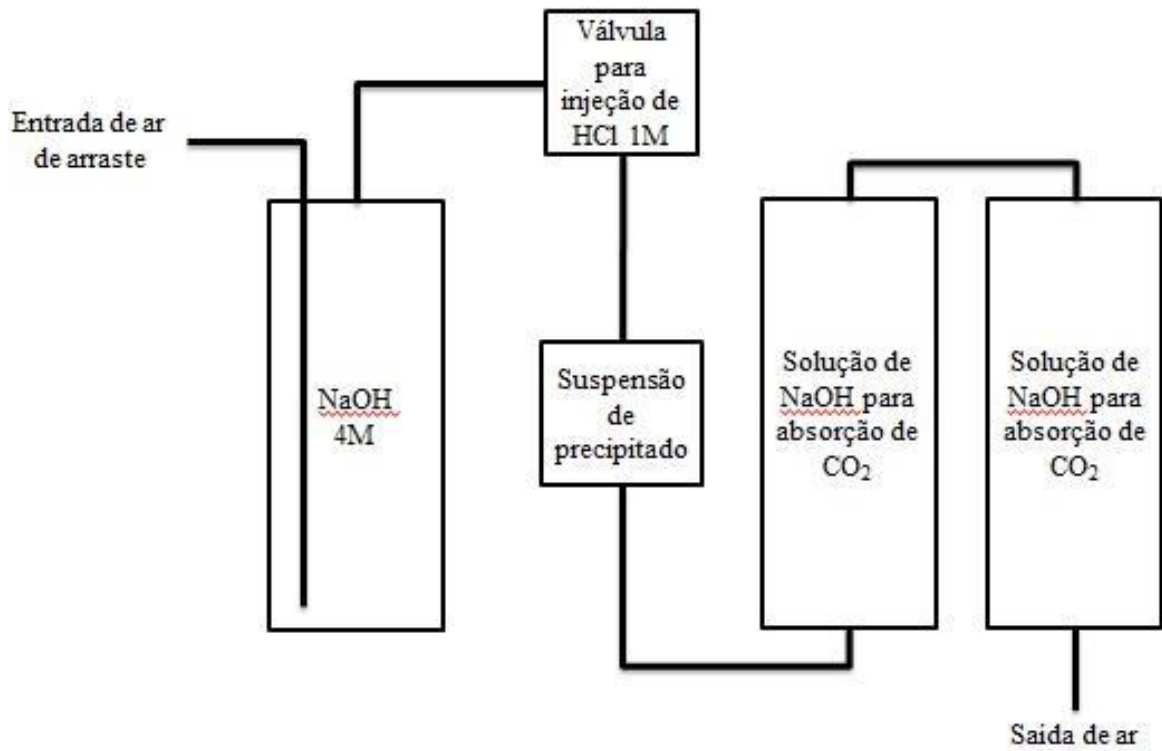 Válvula
para
injeção de
HCl 1M
Entrada de ar
de arraste
NaOH
4M
Suspensão
de
precipitado
Solução de
NaOH para
absorção de
CO₂
Solução de
NaOH para
absorção de
CO₂
Saida de ar